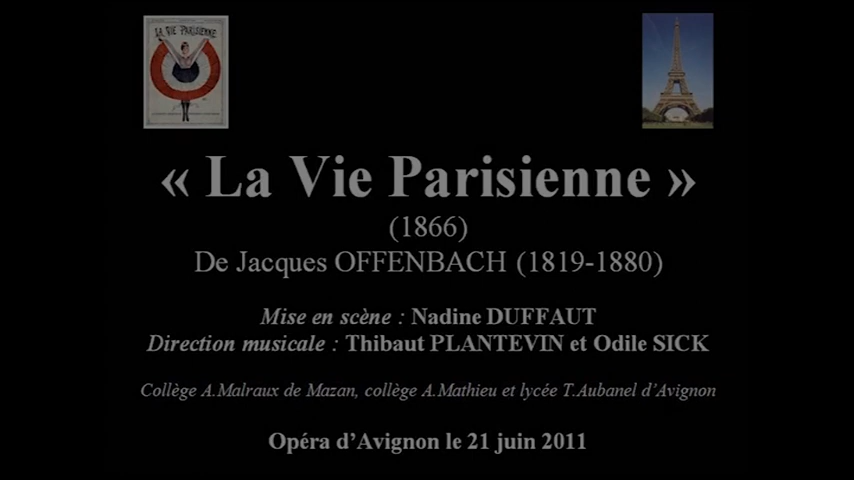 LA VIE PARISIENNE
« La Vie Parisienne »
(1866)
De Jacques OFFENBACH (1819-1880)
Mise en scène : Nadine DUFFAUT
Direction musicale : Thibaut PLANTEVIN et Odile SICK
Collège A.Malraux de Mazan, collège A.Mathieu et lycée T.Aubanel d’Avignon
Opéra d’Avignon le 21 juin 2011